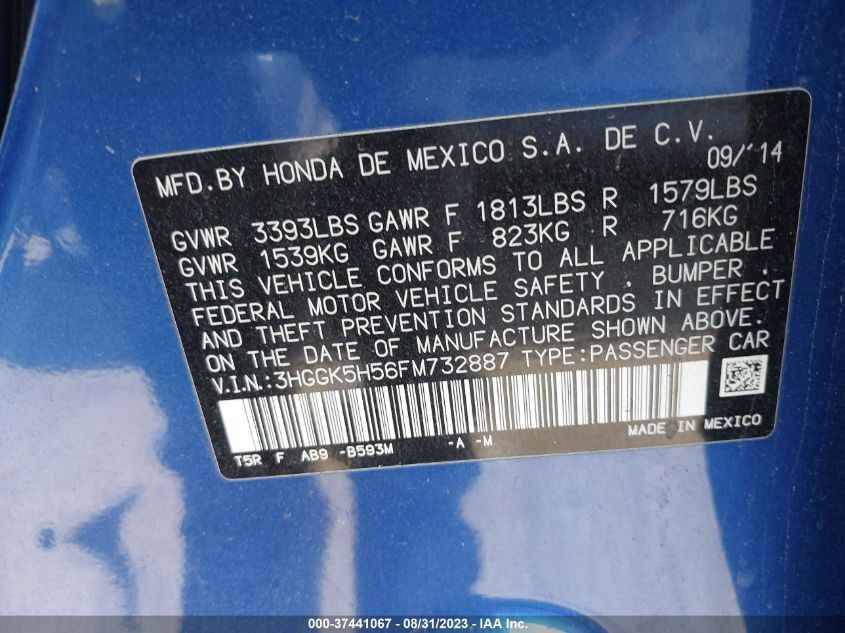 MFD.BY HONDA DE MEXICO S.A. DE C.V.
09/'14
GVWR 3393LBS GAWR F 1813LBS R 1579LBS
GVWR 1539KG GAWR F 823KG R 716KG
THIS VEHICLE CONFORMS TO ALL APPLICABLE
FEDERAL MOTOR VEHICLE SAFETY , BUMPER ,
AND THEFT PREVENTION STANDARDS IN EFFECT
ON THE DATE OF MANUFACTURE SHOWN ABOVE.
V.I.N.:3HGGK5H56FM732887 TYPE:PASSENGER CAR
T5R F AB9 -B593M -A -M MADE IN MEXICO
000-37441067 - 08/31/2023 - IAA Inc.